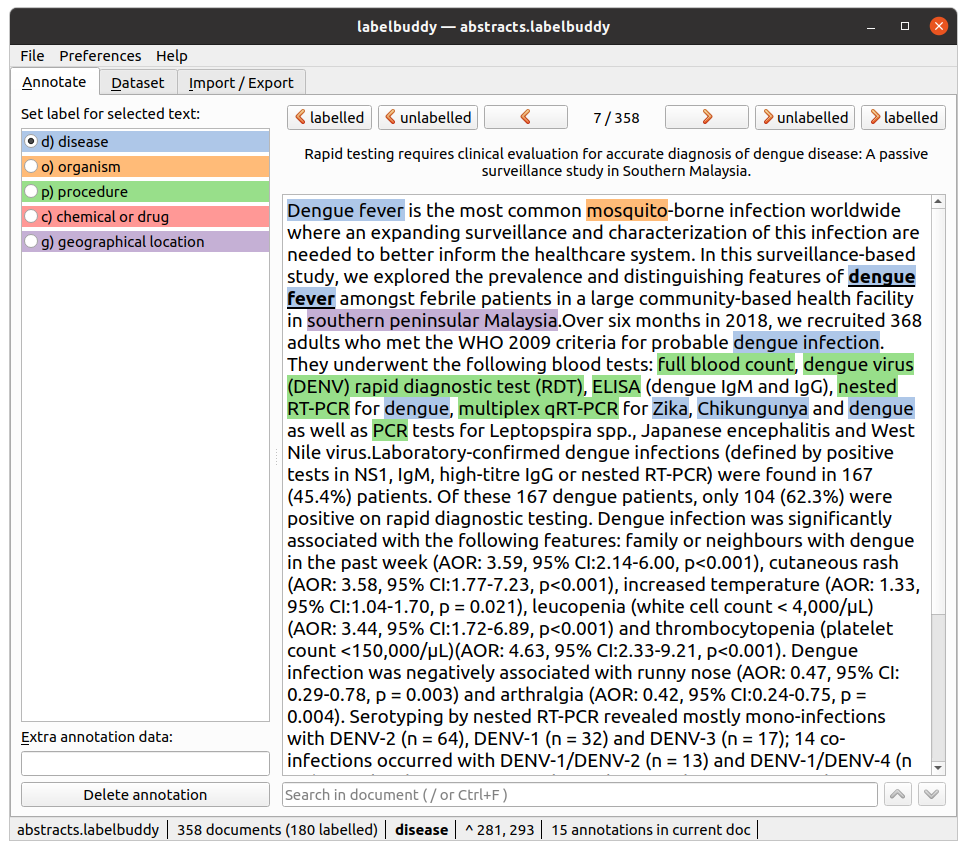 labelbuddy — abstracts.labelbuddy
File Preferences Help
Annotate Dataset Import / Export
Set label for selected text:
d) disease
o) organism
p) procedure
c) chemical or drug
g) geographical location
Extra annotation data:
Delete annotation
labelled unlabelled 7 / 358 unlabelled labelled
Rapid testing requires clinical evaluation for accurate diagnosis of dengue disease: A passive
surveillance study in Southern Malaysia.
Dengue fever is the most common mosquito-borne infection worldwide
where an expanding surveillance and characterization of this infection are
needed to better inform the healthcare system. In this surveillance-based
study, we explored the prevalence and distinguishing features of dengue
fever amongst febrile patients in a large community-based health facility
in southern peninsular Malaysia.Over six months in 2018, we recruited 368
adults who met the WHO 2009 criteria for probable dengue infection.
They underwent the following blood tests: full blood count, dengue virus
(DENV) rapid diagnostic test (RDT), ELISA (dengue IgM and IgG), nested
RT-PCR for dengue, multiplex qRT-PCR for Zika, Chikungunya and dengue
as well as PCR tests for Leptopspira spp., Japanese encephalitis and West
Nile virus.Laboratory-confirmed dengue infections (defined by positive
tests in NS1, IgM, high-titre IgG or nested RT-PCR) were found in 167
(45.4%) patients. Of these 167 dengue patients, only 104 (62.3%) were
positive on rapid diagnostic testing. Dengue infection was significantly
associated with the following features: family or neighbours with dengue
in the past week (AOR: 3.59, 95% CI:2.14-6.00, p<0.001), cutaneous rash
(AOR: 3.58, 95% CI:1.77-7.23, p<0.001), increased temperature (AOR: 1.33,
95% CI:1.04-1.70, p = 0.021), leucopenia (white cell count < 4,000/μL)
(AOR: 3.44, 95% CI:1.72-6.89, p<0.001) and thrombocytopenia (platelet
count <150,000/μL)(AOR: 4.63, 95% CI:2.33-9.21, p<0.001). Dengue
infection was negatively associated with runny nose (AOR: 0.47, 95% CI:
0.29-0.78, p = 0.003) and arthralgia (AOR: 0.42, 95% CI:0.24-0.75, p =
0.004). Serotyping by nested RT-PCR revealed mostly mono-infections
with DENV-2 (n = 64), DENV-1 (n = 32) and DENV-3 (n = 17); 14 co-
infections occurred with DENV-1/DENV-2 (n = 13) and DENV-1/DENV-4 (n
Search in document ( / or Ctrl+F )
abstracts.labelbuddy 358 documents (180 labelled) disease ^ 281, 293 15 annotations in current doc